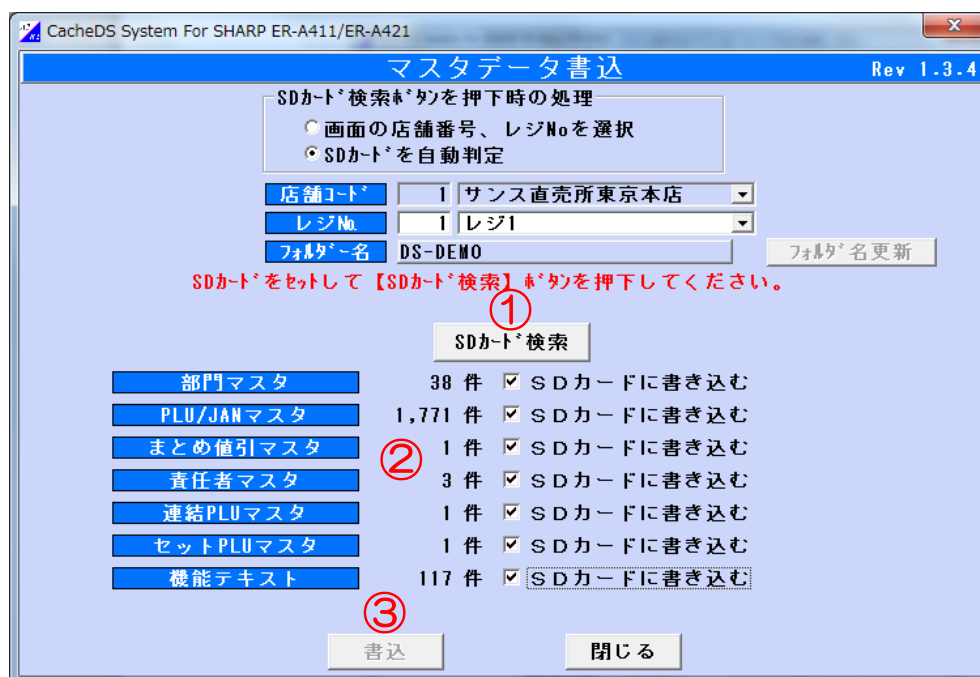 CacheDS System For SHARP ER-A411/ER-A421
マスタデータ書込 Rev 1.3.4
SDｶｰﾄﾞ検索ﾎﾞﾀﾝを押下時の処理
画面の店舗番号、レジNoを選択
SDｶｰﾄﾞを自動判定
店舗ｺｰﾄﾞ 1 サンス直売所東京本店
レジ№ 1 レジ1
ﾌｫﾙﾀﾞｰ名 DS-DEMO ﾌｫﾙﾀﾞ名更新
SDｶｰﾄﾞをｾｯﾄして【SDｶｰﾄﾞ検索】ﾎﾞﾀﾝを押下してください。
①
SDｶｰﾄﾞ検索
部門マスタ 38 件 ＳＤカードに書き込む
PLU/JANマスタ 1,771 件 ＳＤカードに書き込む
まとめ値引マスタ ② 1 件 ＳＤカードに書き込む
責任者マスタ 3 件 ＳＤカードに書き込む
連結PLUマスタ 1 件 ＳＤカードに書き込む
セットPLUマスタ 1 件 ＳＤカードに書き込む
機能テキスト 117 件 ＳＤカードに書き込む
③
書込 閉じる